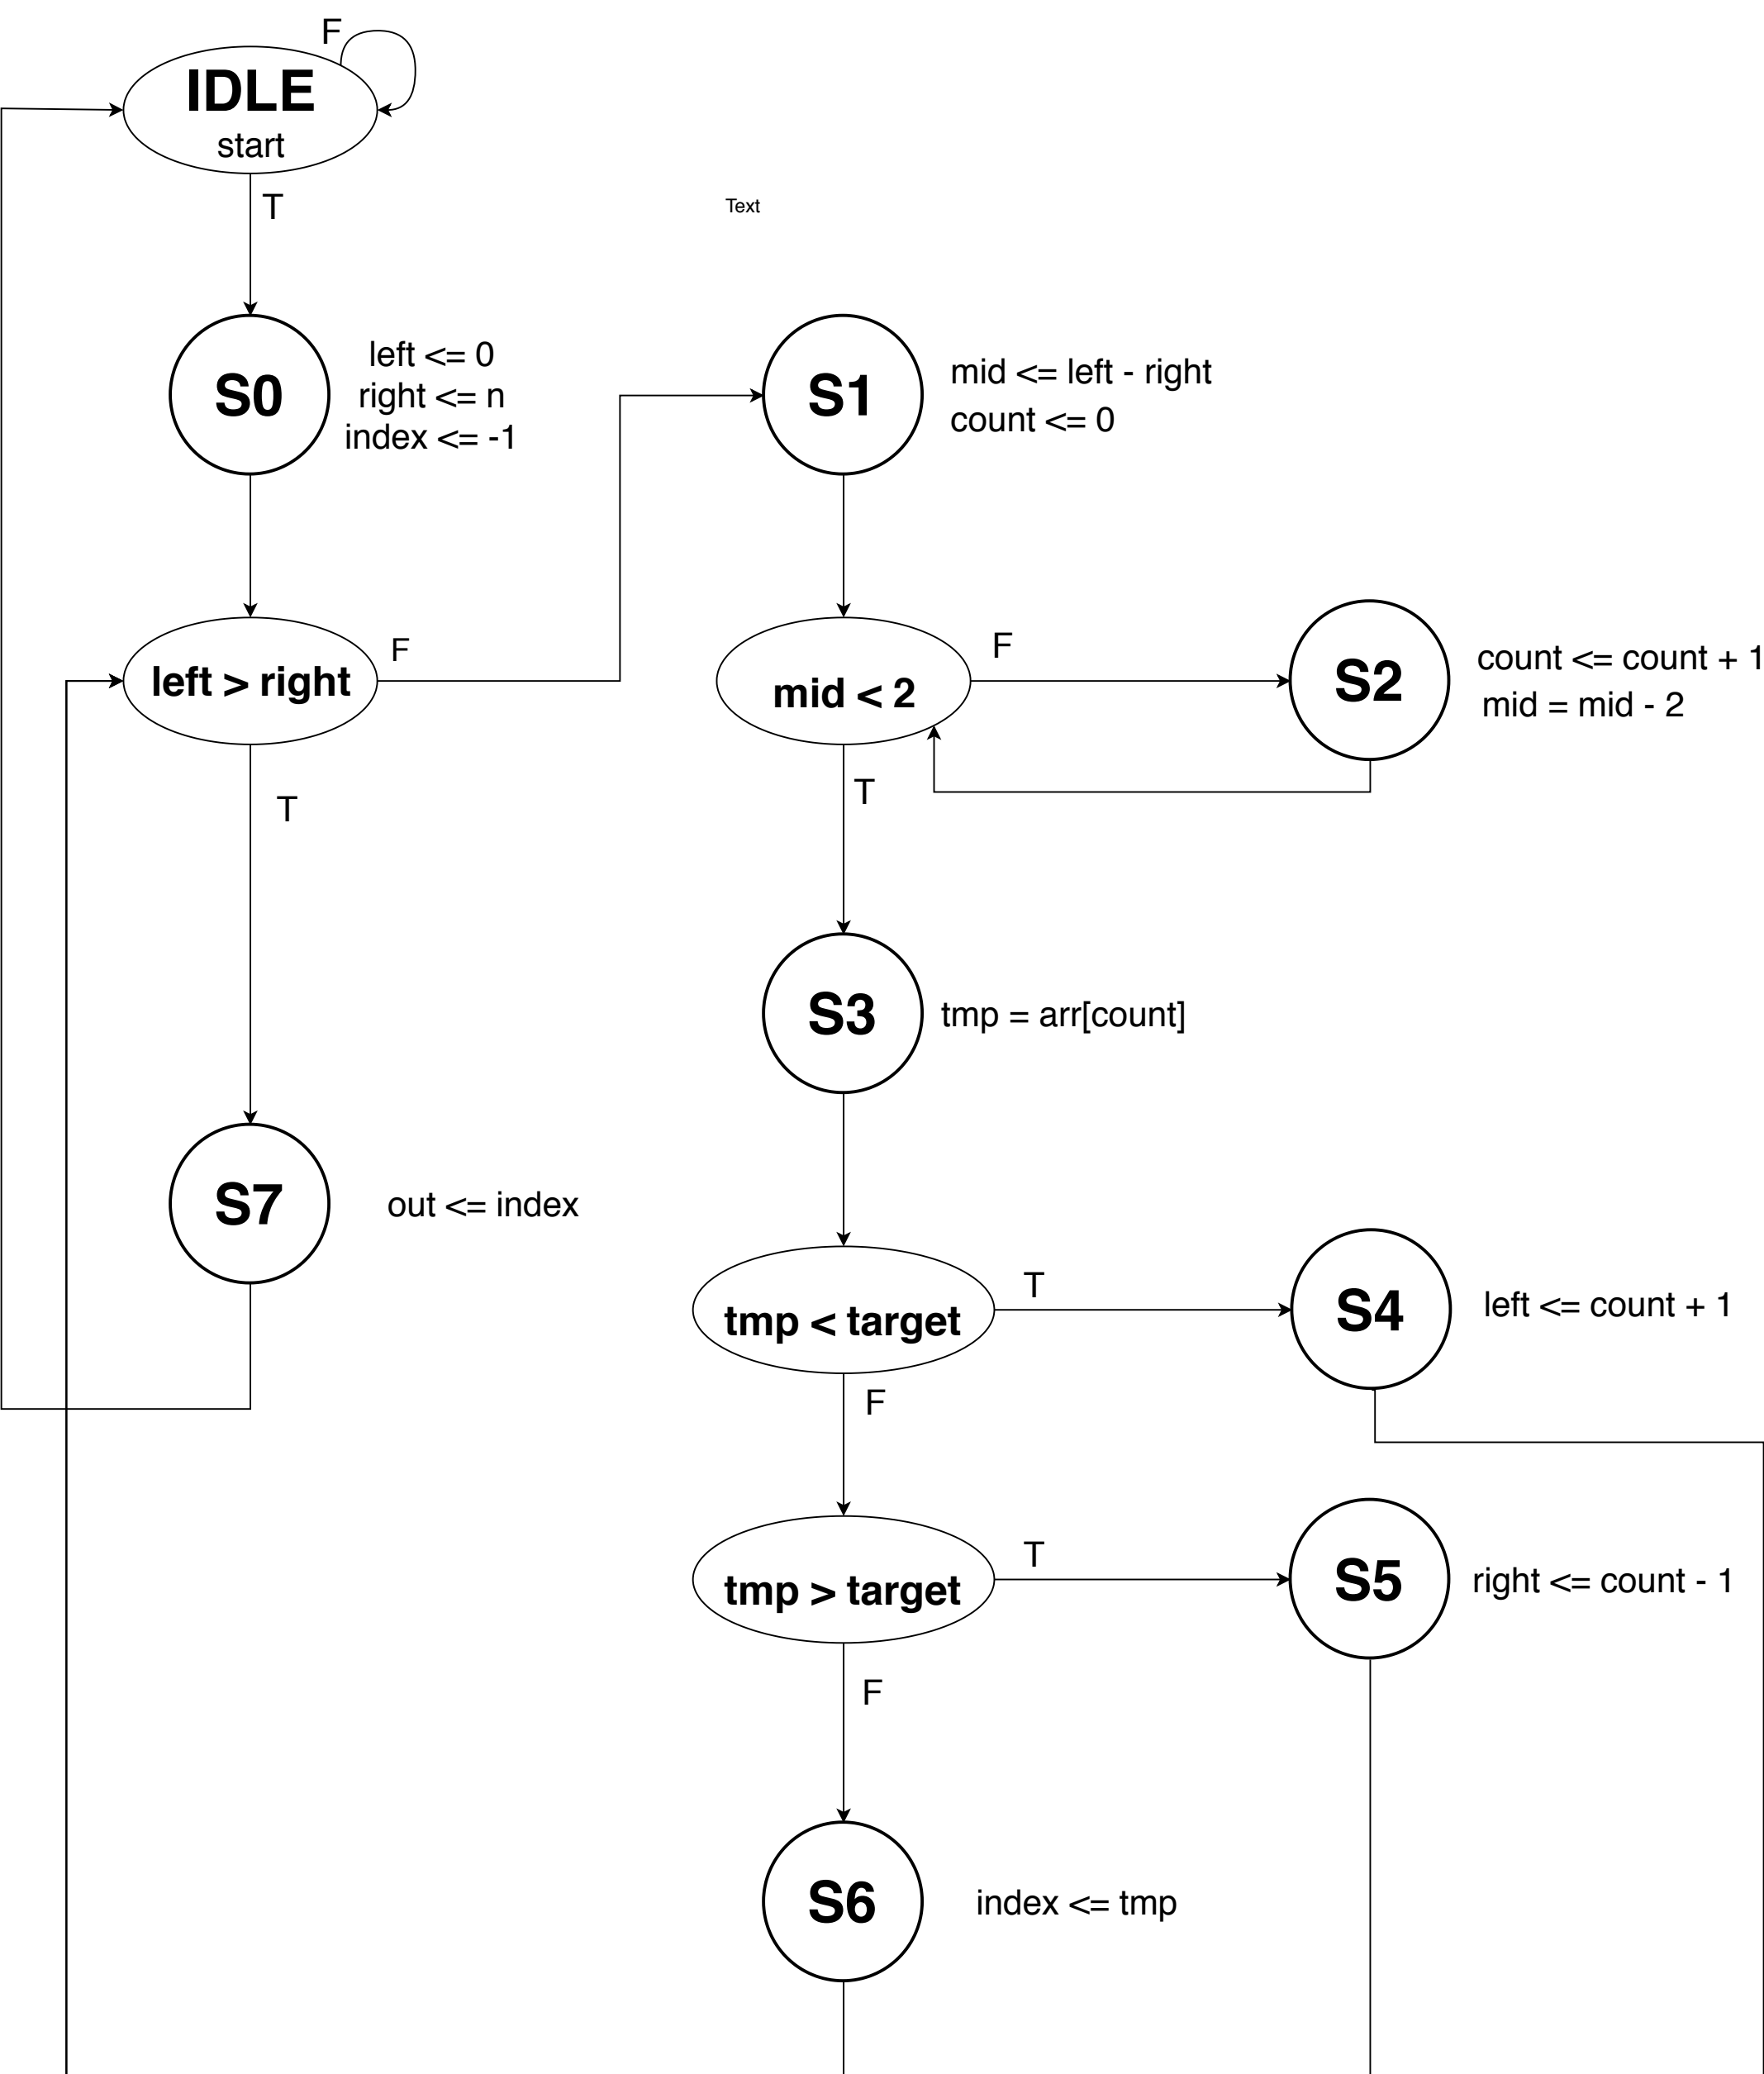 F
IDLE
start
T
Text
S0
left <= 0
right <= n
index <= -1
S1
mid <= left - right
count <= 0
left > right
F
mid < 2
F
S2
count <= count + 1
mid = mid - 2
T
T
S3
tmp = arr[count]
S7
out <= index
tmp < target
T
S4
left <= count + 1
F
tmp > target
T
S5
right <= count - 1
F
S6
index <= tmp